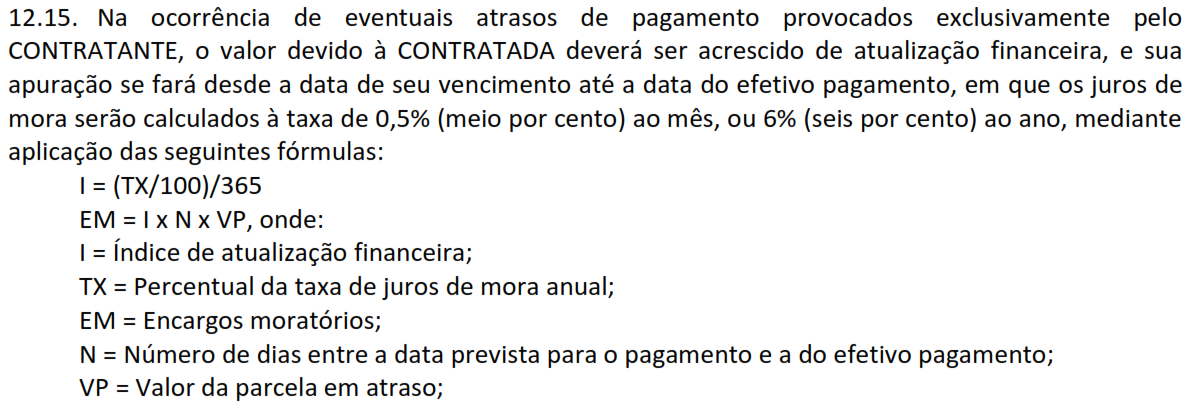 12.15. Na ocorrência de eventuais atrasos de pagamento provocados exclusivamente pelo
CONTRATANTE, o valor devido à CONTRATADA deverá ser acrescido de atualização financeira, e sua
apuração se fará desde a data de seu vencimento até a data do efetivo pagamento, em que os juros de
mora serão calculados à taxa de 0,5% (meio por cento) ao mês, ou 6% (seis por cento) ao ano, mediante
aplicação das seguintes fórmulas:
I = (TX/100)/365
EM = I x N x VP, onde:
I = Índice de atualização financeira;
TX = Percentual da taxa de juros de mora anual;
EM = Encargos moratórios;
N = Número de dias entre a data prevista para o pagamento e a do efetivo pagamento;
VP = Valor da parcela em atraso;